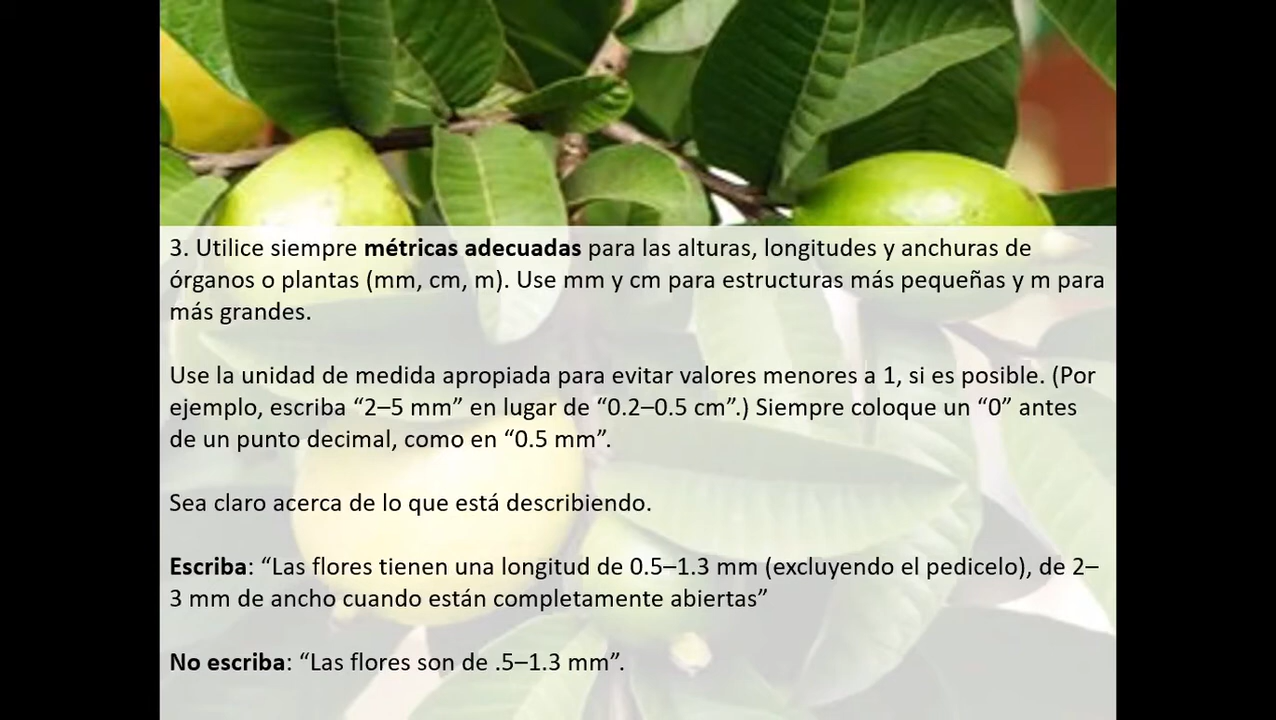 3. Utilice siempre métricas adecuadas para las alturas, longitudes y anchuras de
órganos o plantas (mm, cm, m). Use mm y cm para estructuras más pequeñas y m para
más grandes.
Use la unidad de medida apropiada para evitar valores menores a 1, si es posible. (Por
ejemplo, escriba “2–5 mm” en lugar de “0.2–0.5 cm”.) Siempre coloque un “0” antes
de un punto decimal, como en “0.5 mm”.
Sea claro acerca de lo que está describiendo.
Escriba: “Las flores tienen una longitud de 0.5–1.3 mm (excluyendo el pedicelo), de 2–
3 mm de ancho cuando están completamente abiertas”
No escriba: “Las flores son de .5–1.3 mm”.